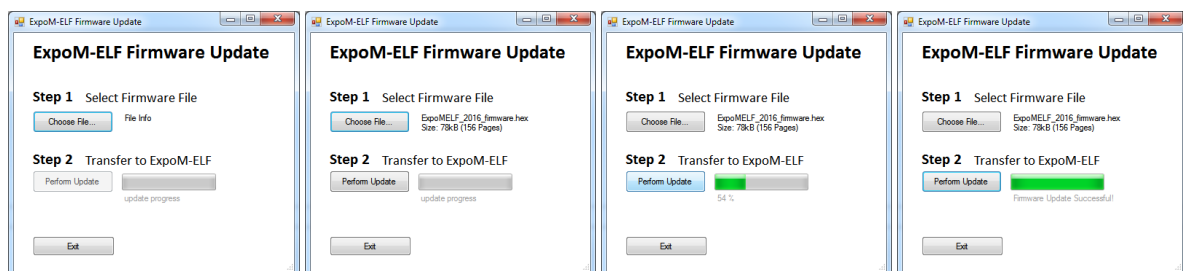 ExpoM-ELF Firmware Update
ExpoM-ELF Firmware Update
Step 1 Select Firmware File
Choose File...
File Info
Step 2 Transfer to ExpoM-ELF
Perform Update
update progress
Exit
ExpoM-ELF Firmware Update
ExpoM-ELF Firmware Update
Step 1 Select Firmware File
Choose File...
ExpoMELF_2016_firmware.hex
Size: 78kB (156 Pages)
Step 2 Transfer to ExpoM-ELF
Perform Update
update progress
Exit
ExpoM-ELF Firmware Update
ExpoM-ELF Firmware Update
Step 1 Select Firmware File
Choose File...
ExpoMELF_2016_firmware.hex
Size: 78kB (156 Pages)
Step 2 Transfer to ExpoM-ELF
Perform Update
54 %
Exit
ExpoM-ELF Firmware Update
ExpoM-ELF Firmware Update
Step 1 Select Firmware File
Choose File...
ExpoMELF_2016_firmware.hex
Size: 78kB (156 Pages)
Step 2 Transfer to ExpoM-ELF
Perform Update
Firmware Update Successful!
Exit